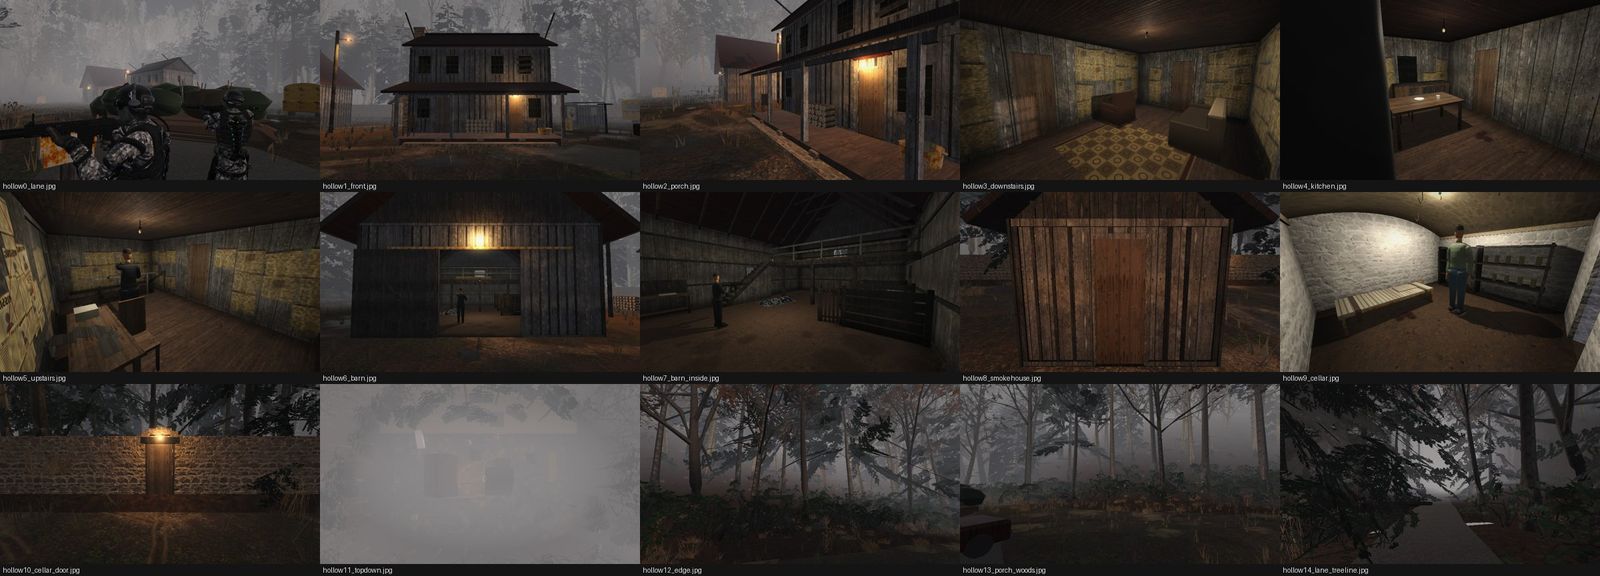 hollow0_lane.jpg
hollow1_front.jpg
hollow2_porch.jpg
hollow3_downstairs.jpg
hollow4_kitchen.jpg
hollow5_upstairs.jpg
hollow6_barn.jpg
hollow7_barn_inside.jpg
hollow8_smokehouse.jpg
hollow9_cellar.jpg
hollow10_cellar_door.jpg
hollow11_topdown.jpg
hollow12_edge.jpg
hollow13_porch_woods.jpg
hollow14_lane_treeline.jpg